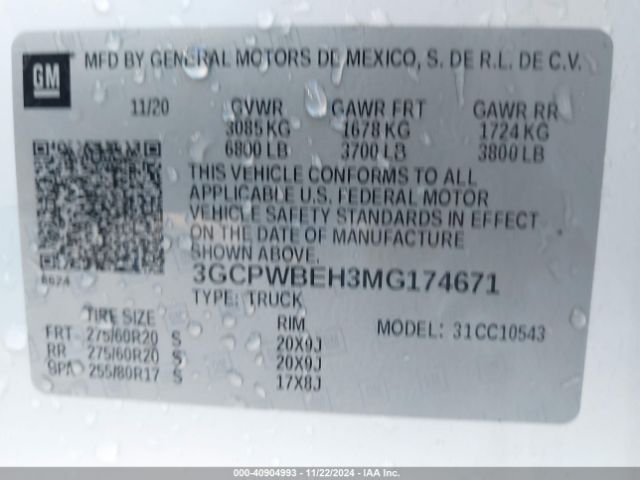 GM
MFD BY GENERAL MOTORS DE MEXICO, S. DE R.L. DE C.V.
11/20 GVWR GAWR FRT GAWR RR
3085 KG 1678 KG 1724 KG
6800 LB 3700 LB 3800 LB
THIS VEHICLE CONFORMS TO ALL
APPLICABLE U.S. FEDERAL MOTOR
VEHICLE SAFETY STANDARDS IN EFFECT
ON THE DATE OF MANUFACTURE
SHOWN ABOVE.
3GCPWBEH3MG174671
TYPE: TRUCK
TIRE SIZE RIM MODEL: 31CC10543
FRT 275/60R20 S 20X9J
RR 275/60R20 S 20X9J
SPA 255/80R17 S 17X8J
000-40904993 - 11/22/2024 - IAA Inc.